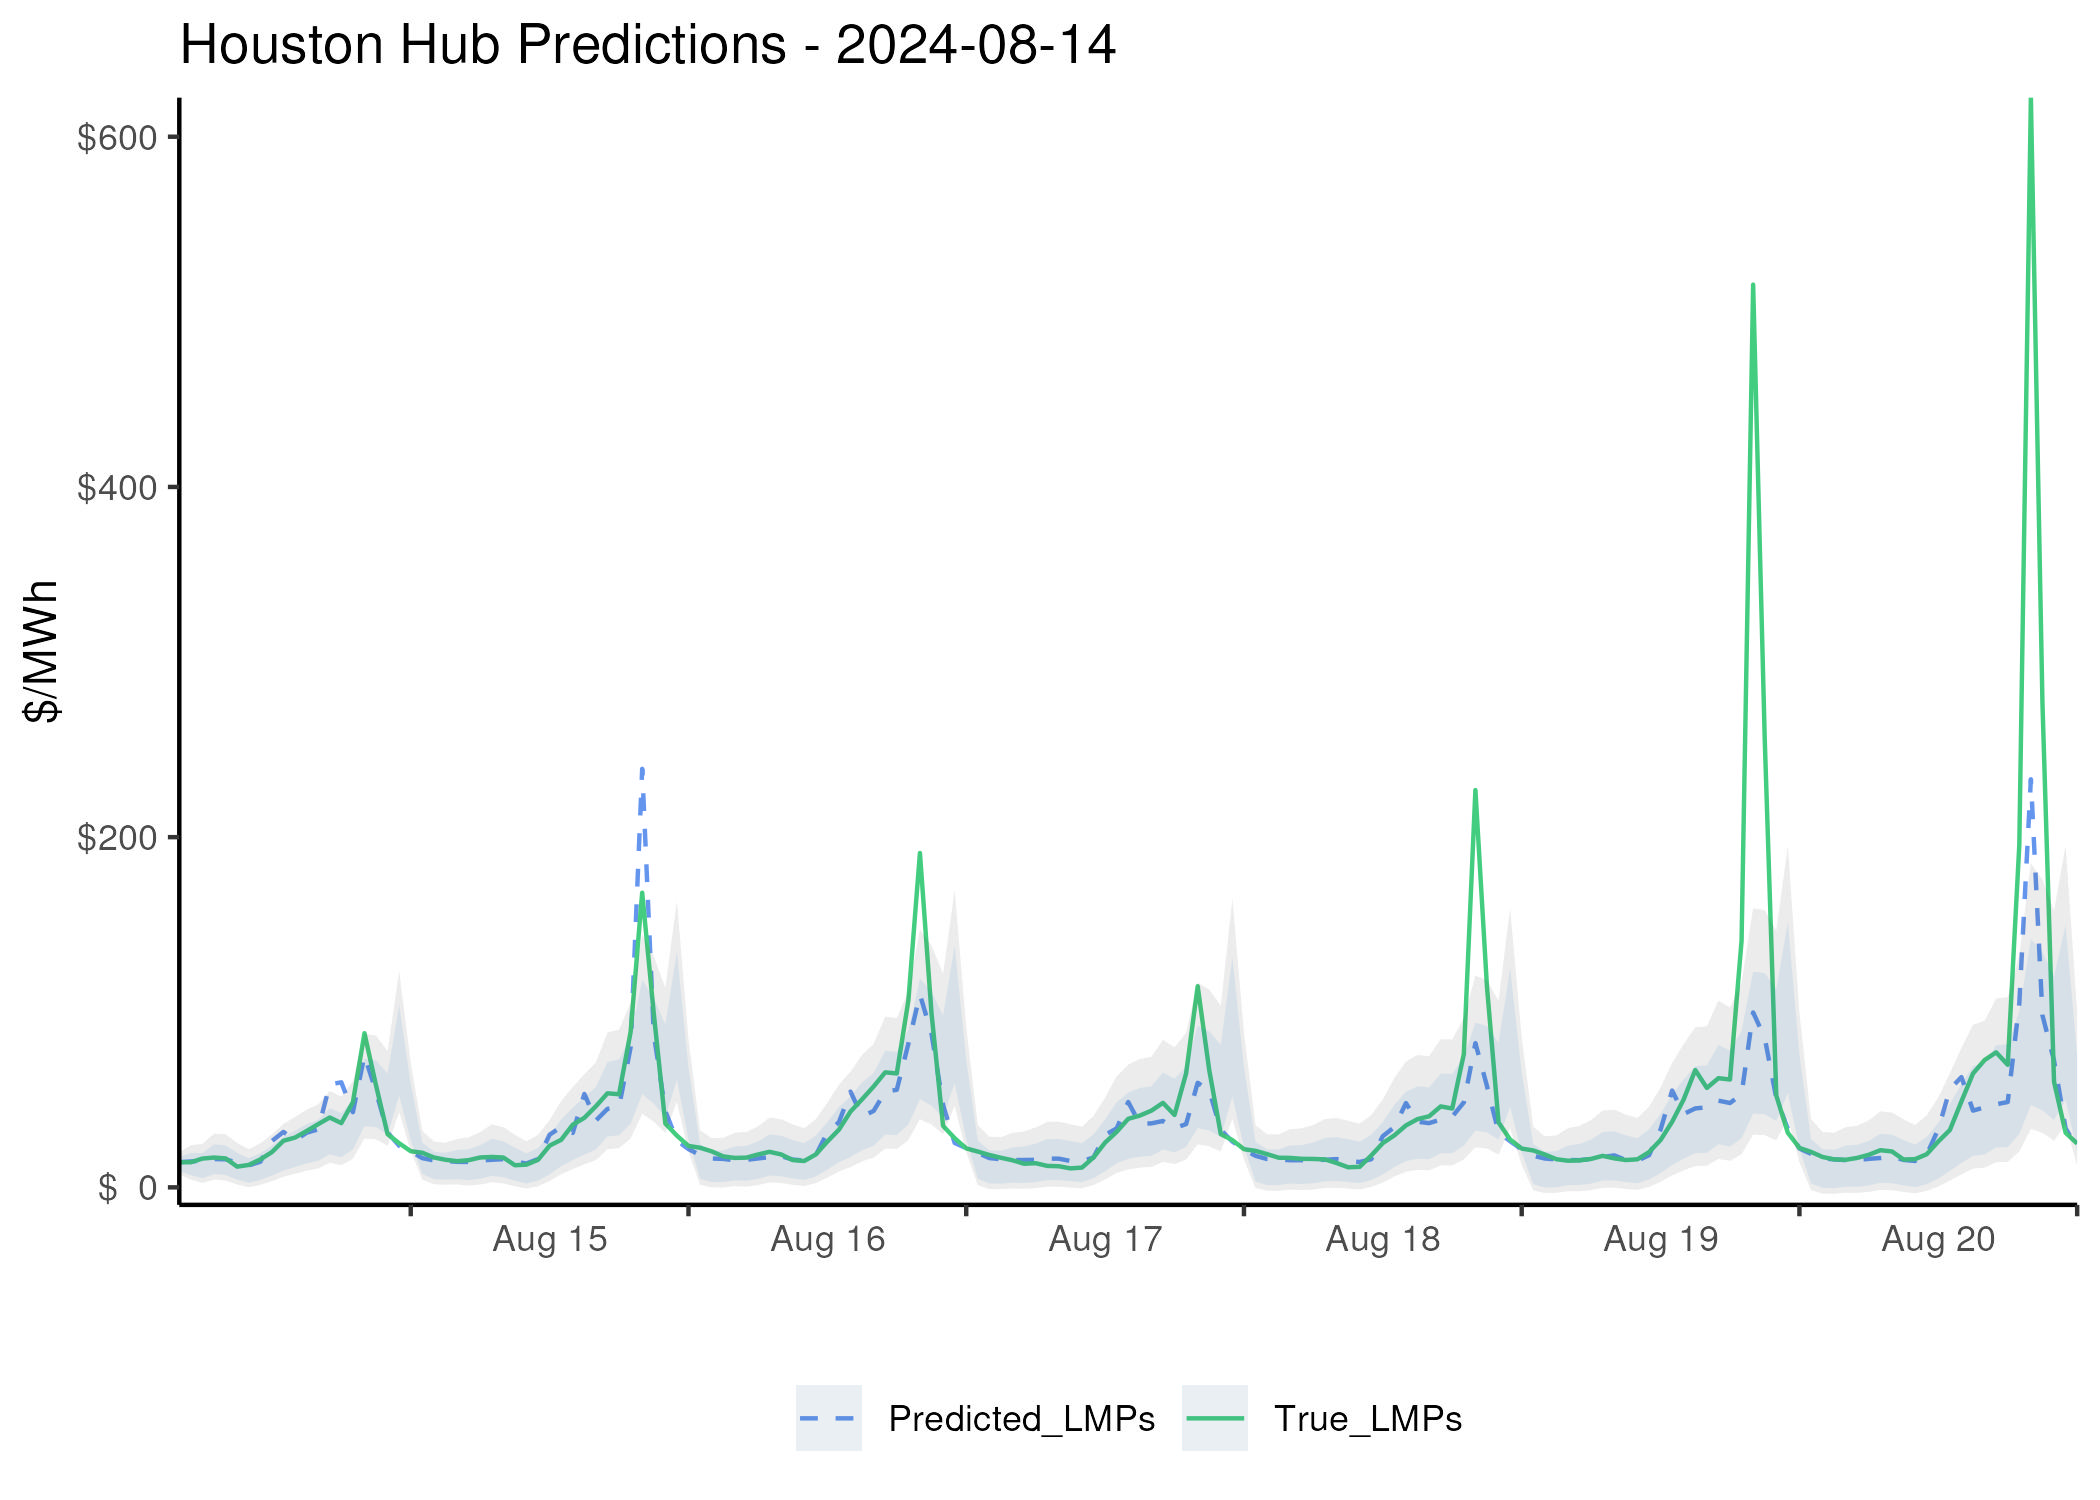 Houston Hub Predictions - 2024-08-14
$/MWh
$600
$400
$200
$ 0
Aug 15 Aug 16 Aug 17 Aug 18 Aug 19 Aug 20
Predicted_LMPs True_LMPs